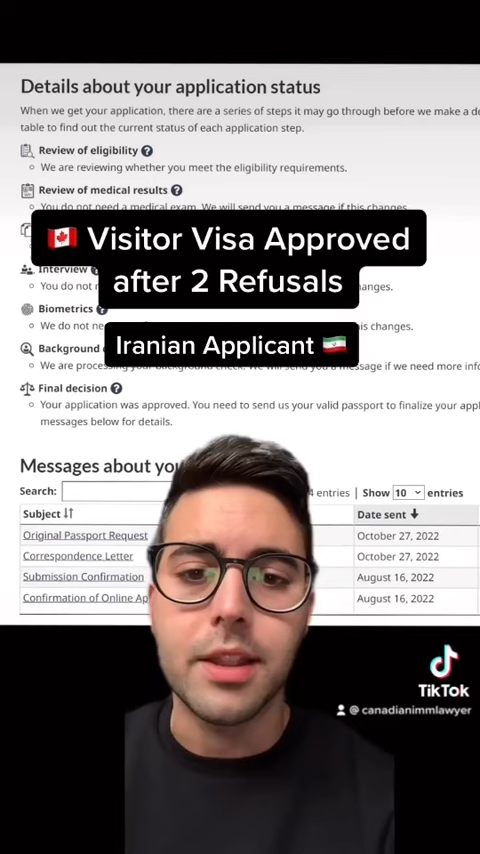 Details about your application status
When we get your application, there are a series of steps it may go through before we make a de
table to find out the current status of each application step.
Review of eligibility
We are reviewing whether you meet the eligibility requirements.
Review of medical results
You do not need a medical exam. We will send you a message if this changes.
🇨🇦 Visitor Visa Approved
after 2 Refusals
Interview
You do not
changes.
Biometrics
We do not ne
this changes.
Iranian Applicant 🇮🇷
Background
We are processing your background check. We will send you a message if we need more info
Final decision
Your application was approved. You need to send us your valid passport to finalize your appl
messages below for details.
Messages about you
Search:
4 entries | Show 10 entries
Subject
Date sent
Original Passport Request
October 27, 2022
Correspondence Letter
October 27, 2022
Submission Confirmation
August 16, 2022
Confirmation of Online Ap
August 16, 2022
TikTok
@ canadianimmlawyer